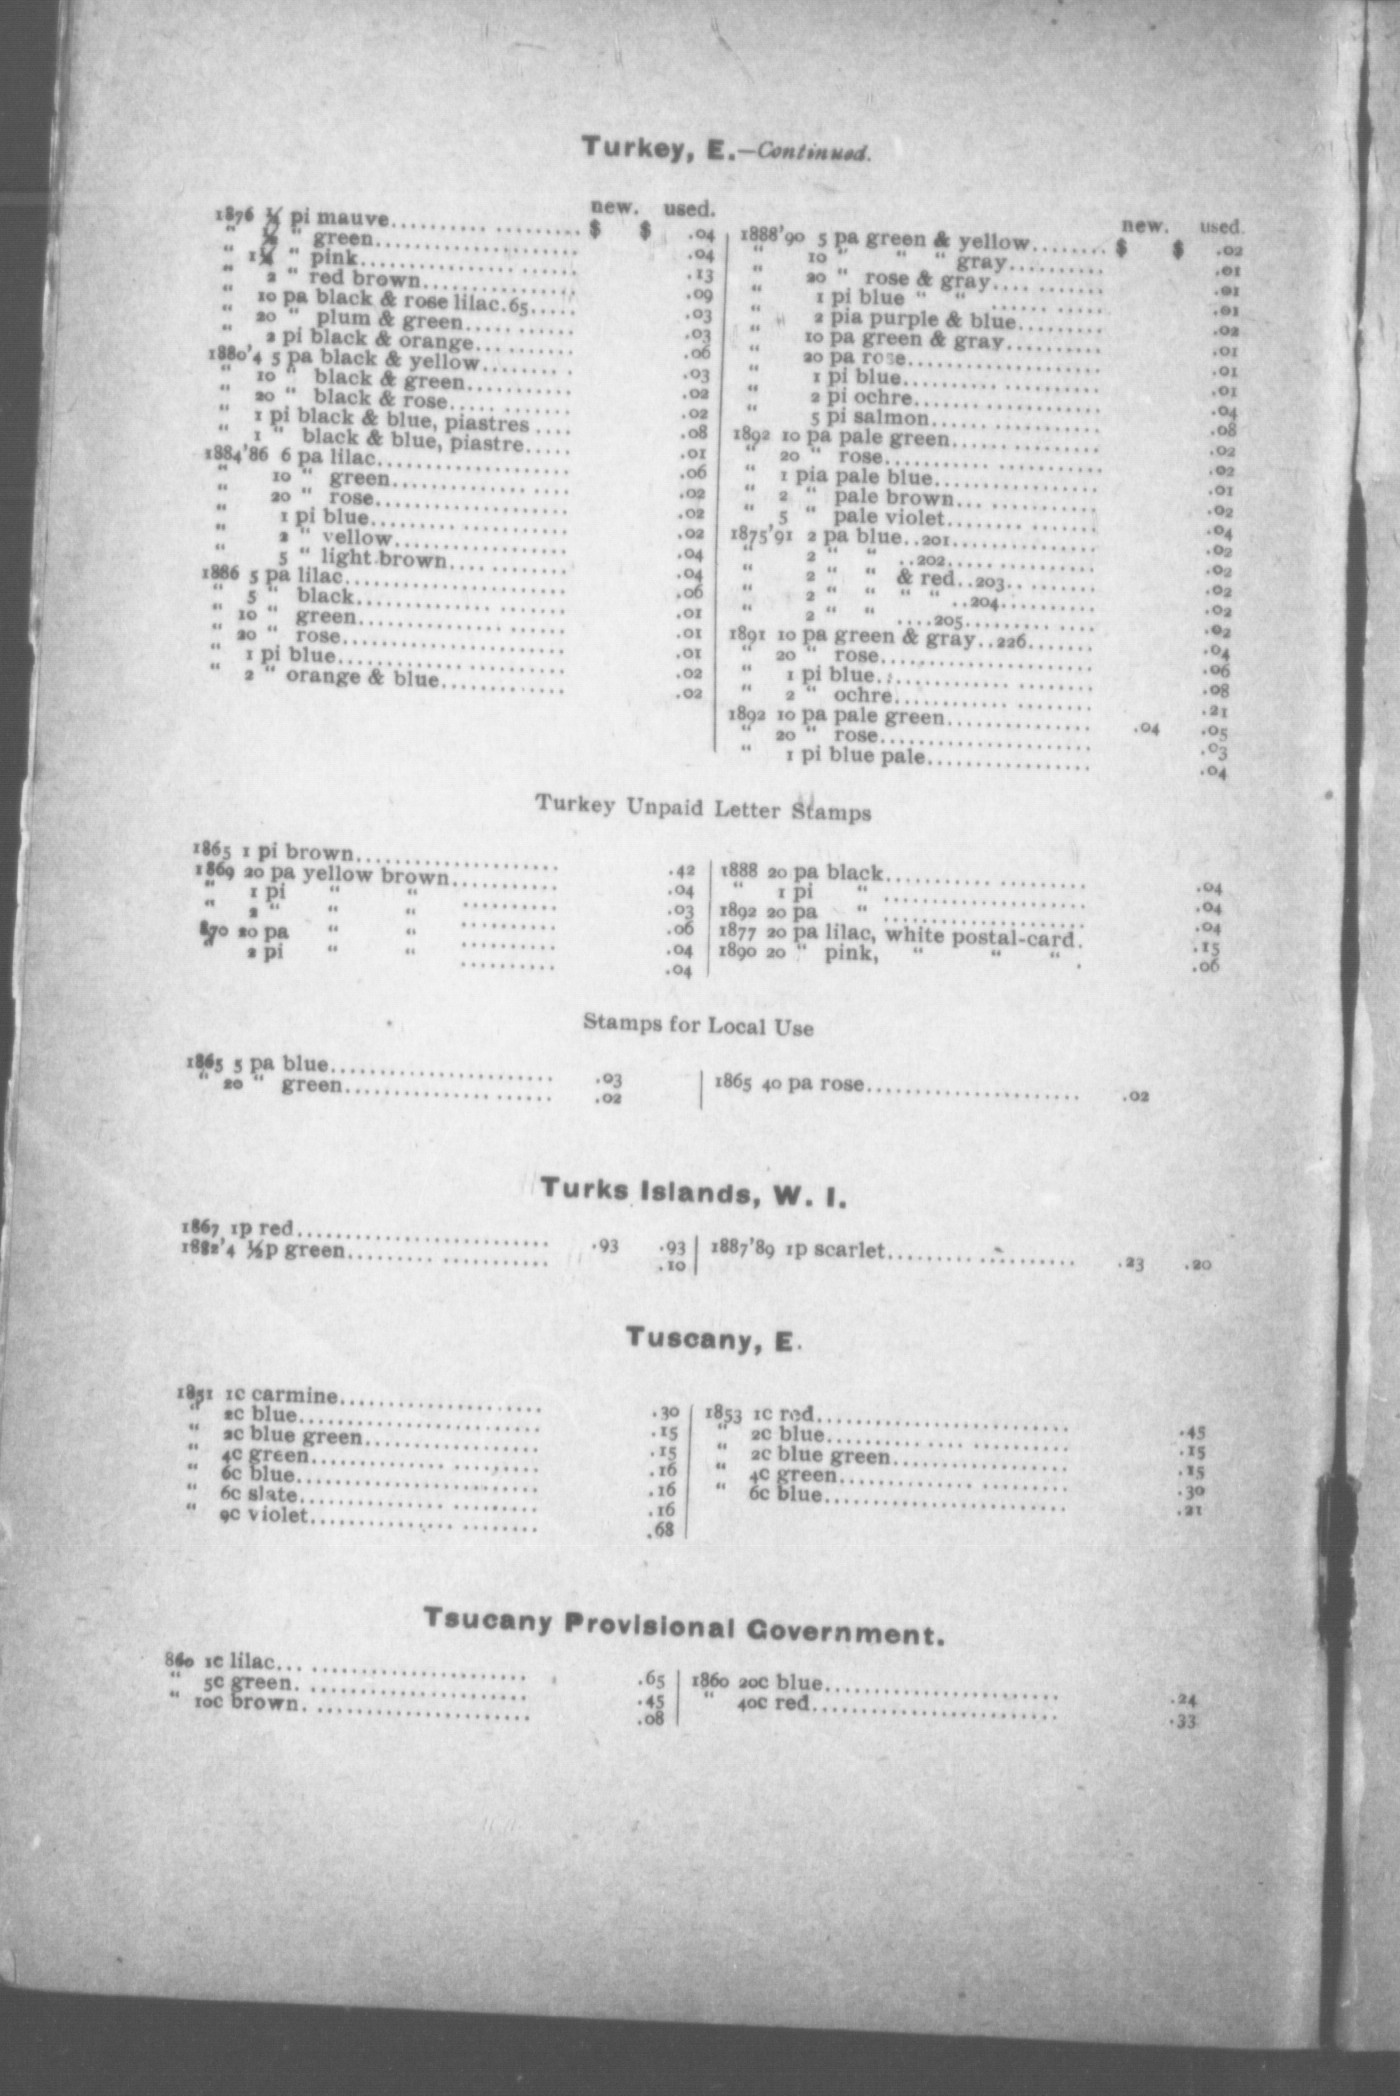 Turkey, E.—Continued.
new. used.
1876 ¼ pi mauve.................... $ $ .04
" ½ " green.................... .04
" 1¼ " pink.................... .13
" 2 " red brown................ .09
" 10 pa black & rose lilac.65..... .03
" 20 " plum & green........... .03
" 2 pi black & orange.......... .06
1880'4 5 pa black & yellow......... .03
" 10 " black & green........... .02
" 20 " black & rose............ .02
" 1 pi black & blue, piastres.... .08
" 1 " black & blue, piastre..... .01
1884'86 6 pa lilac.................... .06
" 10 " green.................. .02
" 20 " rose.................... .02
" 1 pi blue.................... .02
" 2 " yellow.................. .04
" 5 " light brown............ .04
1886 5 pa lilac....................... .06
" 5 " black..................... .01
" 10 " green.................... .01
" 20 " rose...................... .01
" 1 pi blue....................... .02
" 2 " orange & blue............. .02
new. used.
1888'90 5 pa green & yellow........ $ $ .02
" 10 " " " gray.......... .01
" 20 " rose & gray........... .01
" 1 pi blue " " ........... .01
" 2 pia purple & blue......... .02
" 10 pa green & gray.......... .01
" 20 pa rose.................... .01
" 1 pi blue.................... .01
" 2 pi ochre................... .04
" 5 pi salmon................. .08
1892 10 pa pale green............... .02
" 20 " rose...................... .02
" 1 pia pale blue................. .01
" 2 " pale brown.............. .02
" 5 " pale violet............... .04
1875'91 2 pa blue..201............... .02
" 2 " " ..202............... .02
" 2 " " & red..203......... .02
" 2 " " " " ..204.......... .02
" 2 " " ....205............. .02
1891 10 pa green & gray..226....... .04
" 20 " rose...................... .06
" 1 pi blue...................... .08
" 2 " ochre.................... .21
1892 10 pa pale green............... .04 .05
" 20 " rose...................... .03
" 1 pi blue pale................. .04
Turkey Unpaid Letter Stamps
1865 1 pi brown..................... .42
1869 20 pa yellow brown........... .04
" 1 pi " " .......... .03
" 2 " " " .......... .06
870 20 pa " " .......... .04
" 2 pi " " .......... .04
1888 20 pa black.................... .04
" 1 pi " .................... .04
1892 20 pa " .................... .04
1877 20 pa lilac, white postal-card. .15
1890 20 " pink, " " " . .06
Stamps for Local Use
1865 5 pa blue....................... .03
" 20 " green..................... .02
1865 40 pa rose...................... .02
Turks Islands, W. I.
1867 1p red.......................... .93 .93
1882'4 ½p green.................... .10
1887'89 1p scarlet................... .23 .20
Tuscany, E.
1851 1c carmine..................... .30
" 2c blue......................... .15
" 2c blue green.................. .15
" 4c green....................... .16
" 6c blue......................... .16
" 6c slate........................ .16
" 9c violet....................... .68
1853 1c red.......................... .45
" 2c blue......................... .15
" 2c blue green.................. .15
" 4c green....................... .30
" 6c blue......................... .21
Tsucany Provisional Government.
860 1c lilac......................... .65
" 5c green....................... .45
" 10c brown...................... .08
1860 20c blue........................ .24
" 40c red......................... .33